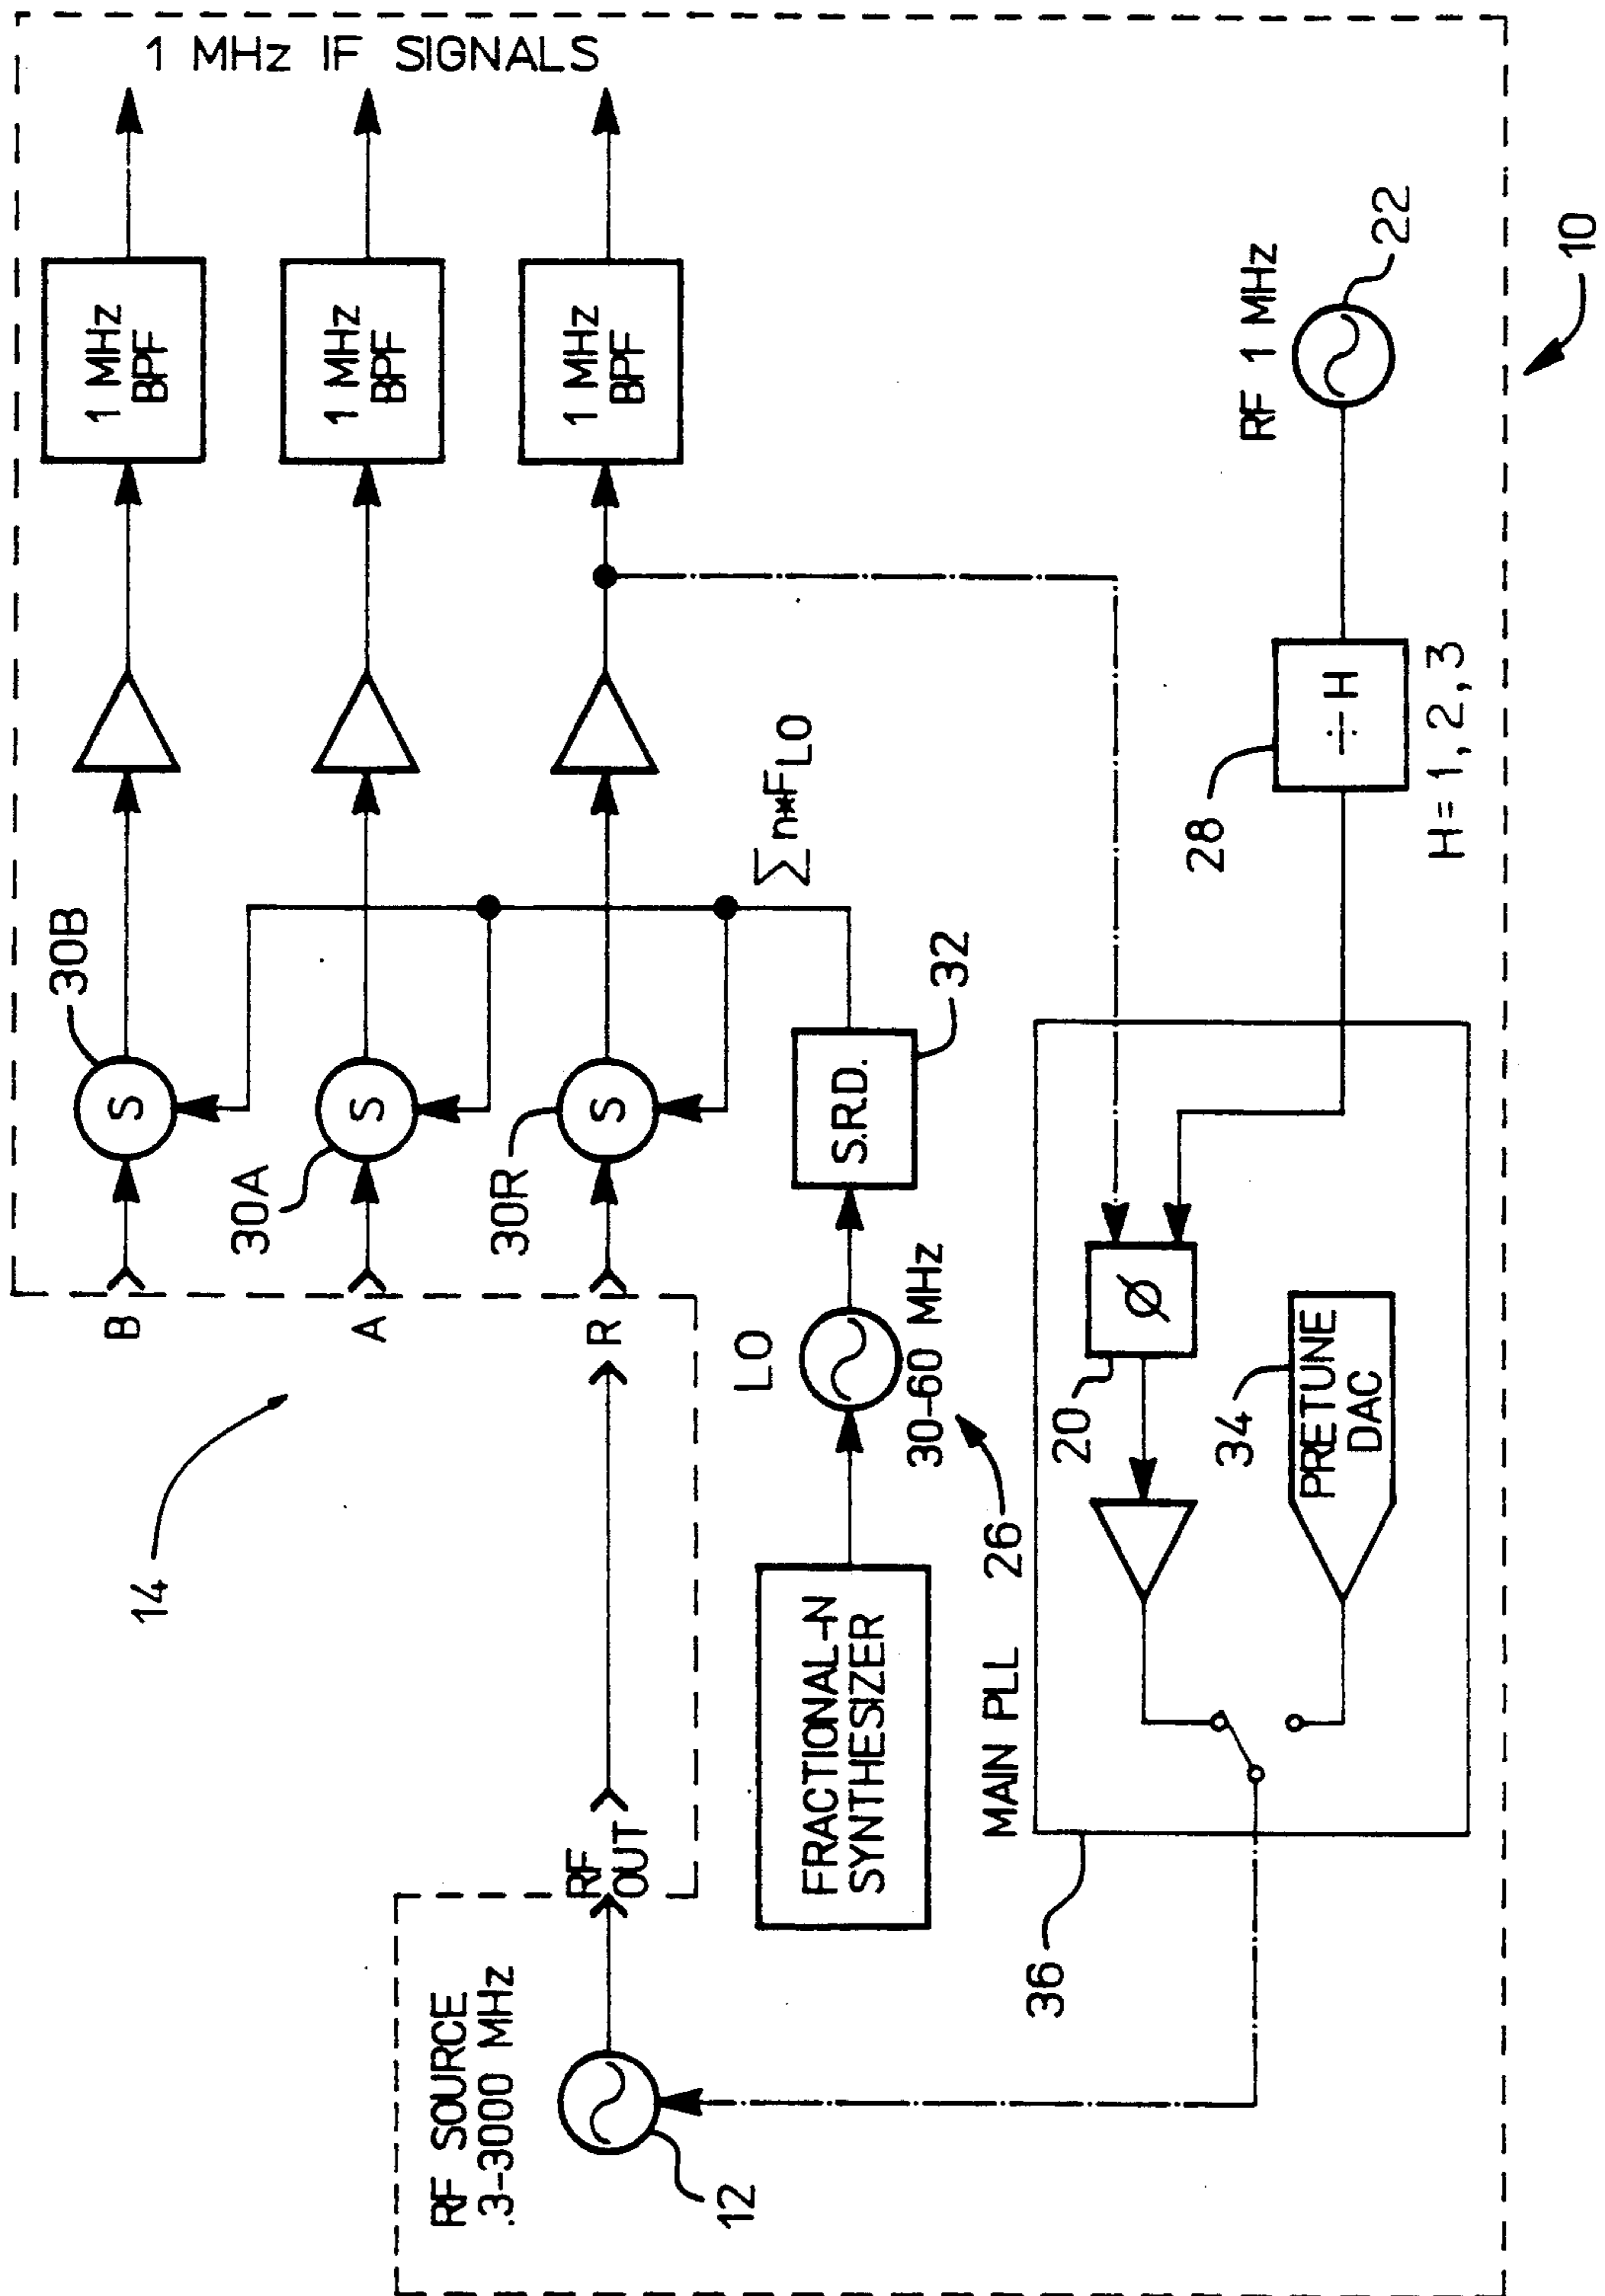 RF SOURCE
.3-3000 MHz
12
RF
OUT
14
B
A
R
30B
30A
30R
S
S
S
1 MHz
BPF
1 MHz
BPF
1 MHz
BPF
1 MHz IF SIGNALS
∑ n*F_LO
FRACTIONAL-N
SYNTHESIZER
LO
30-60 MHz
S.R.D.
32
MAIN PLL
26
36
20
Ø
34
PRETUNE
DAC
28
÷ H
H = 1, 2, 3
RF 1 MHz
22
10